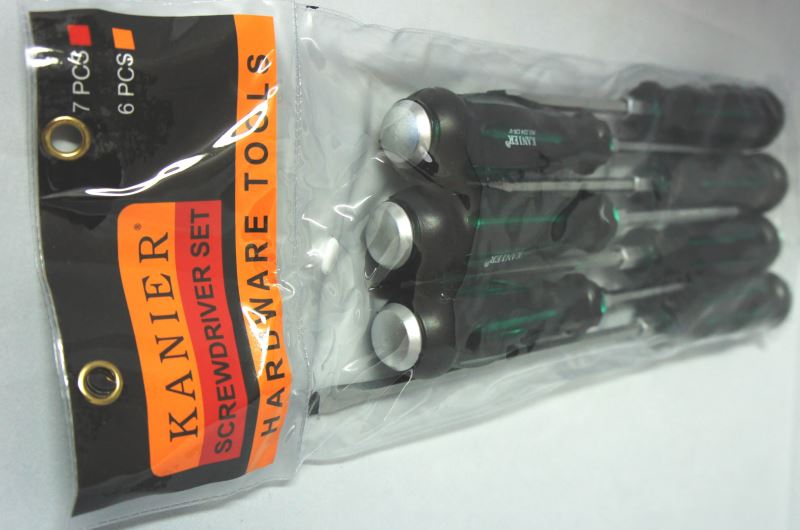 7 PCS
6 PCS
KANIER®
SCREWDRIVER SET
HARDWARE TOOLS
KANIER®
KANIER®